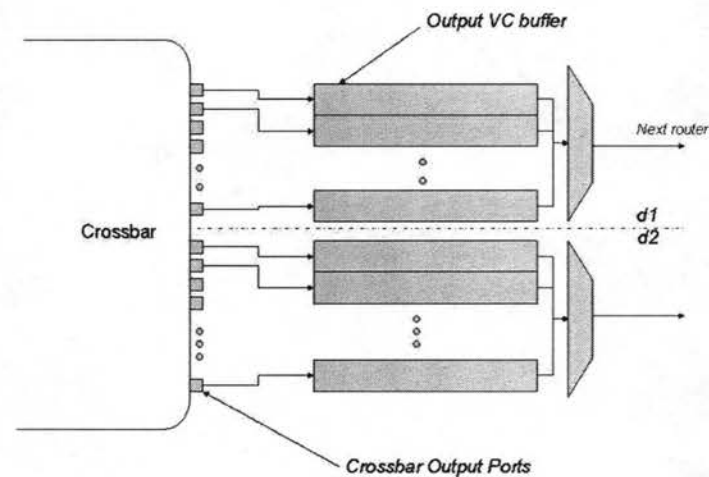 Output VC buffer
Next router
d1
Crossbar
d2
Crossbar Output Ports